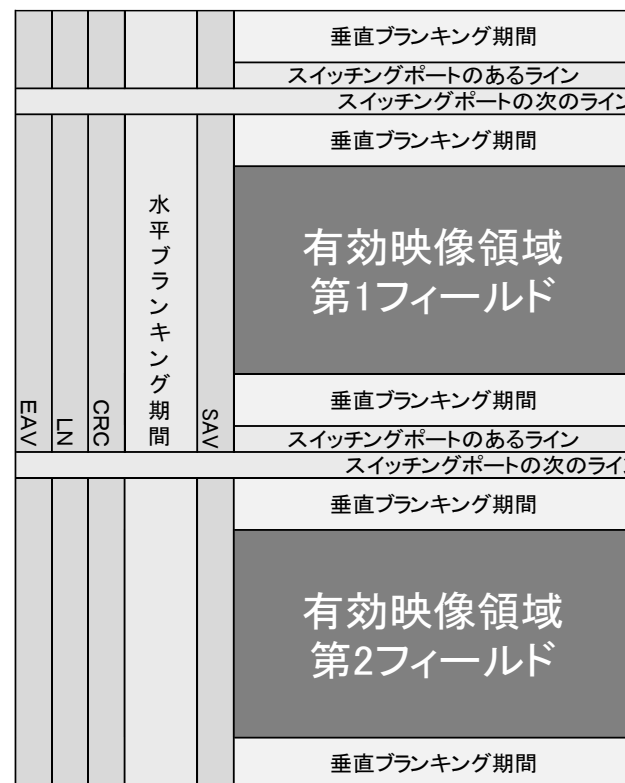 垂直ブランキング期間
スイッチングポートのあるライン
スイッチングポートの次のライン
垂直ブランキング期間
有効映像領域
第1フィールド
EAV
LN
CRC
水平ブランキング期間
SAV
垂直ブランキング期間
スイッチングポートのあるライン
スイッチングポートの次のライ
垂直ブランキング期間
有効映像領域
第2フィールド
垂直ブランキング期間